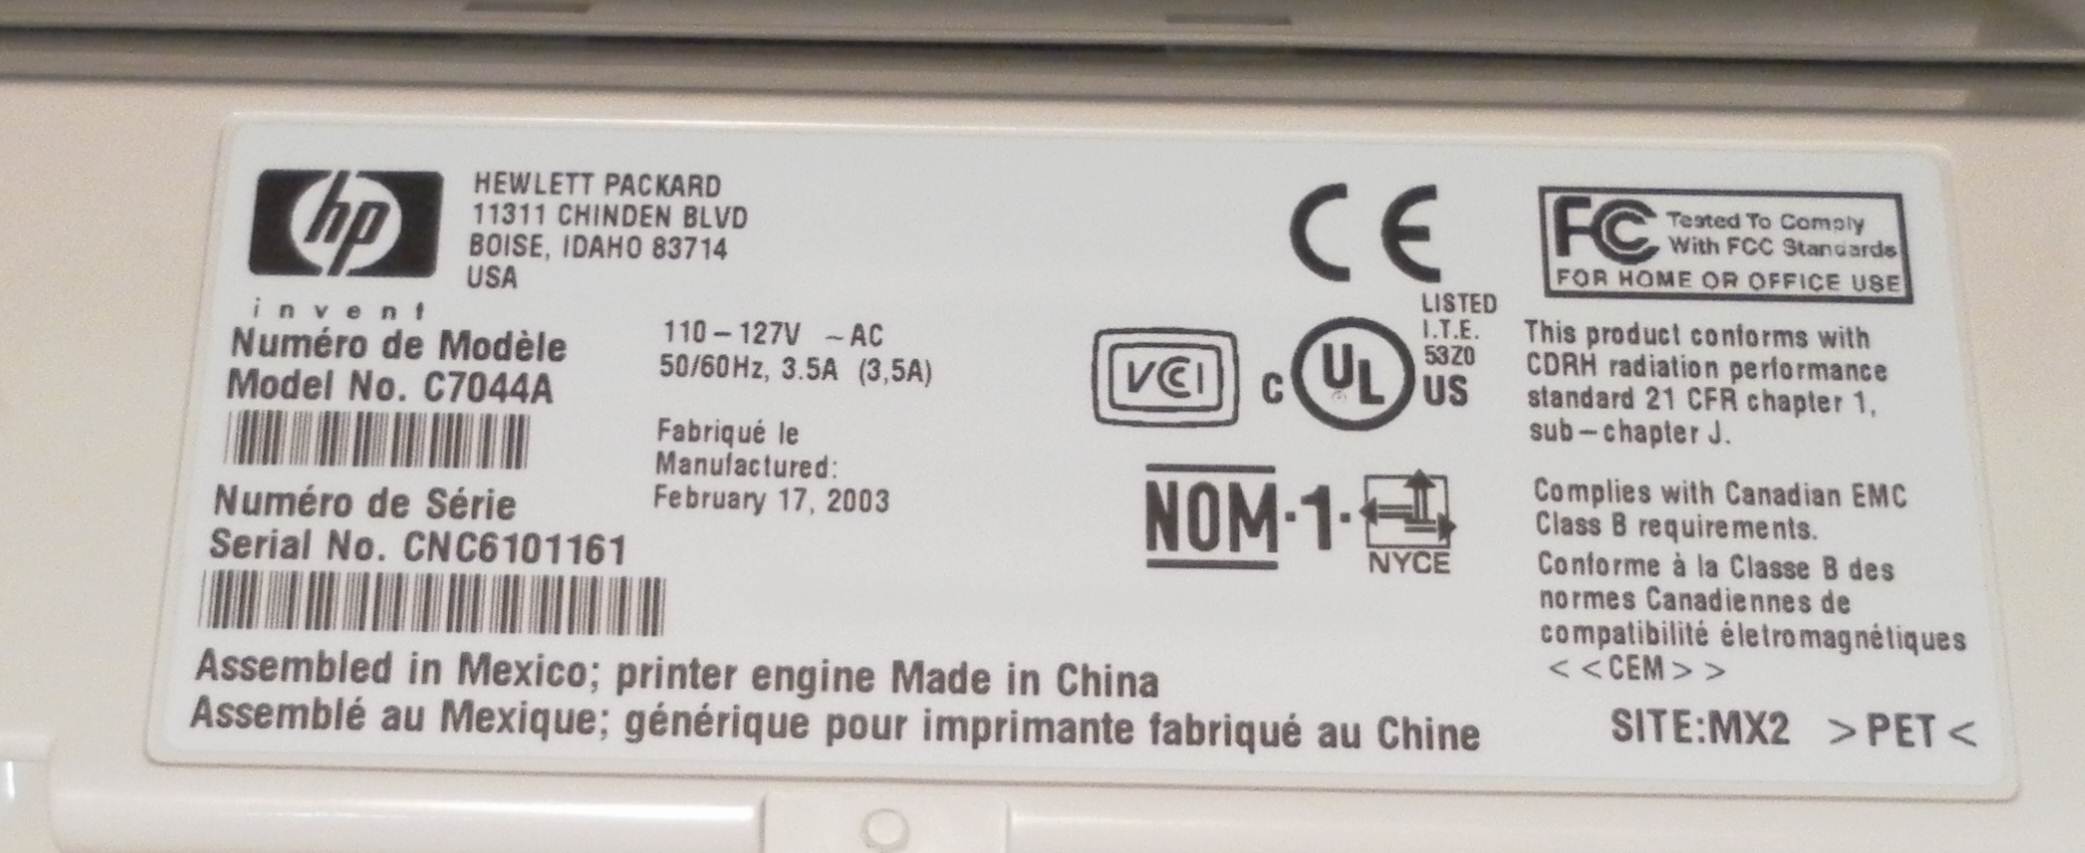 hp
invent
HEWLETT PACKARD
11311 CHINDEN BLVD
BOISE, IDAHO 83714
USA
Numéro de Modèle
Model No. C7044A
Numéro de Série
Serial No. CNC6101161
110-127V ~AC
50/60Hz, 3.5A (3,5A)
Fabriqué le
Manufactured:
February 17, 2003
CE
VCI
C UL US
LISTED
I.T.E.
53Z0
NOM-1-
NYCE
FC Tested To Comply
With FCC Standards
FOR HOME OR OFFICE USE
This product conforms with
CDRH radiation performance
standard 21 CFR chapter 1,
sub-chapter J.
Complies with Canadian EMC
Class B requirements.
Conforme à la Classe B des
normes Canadiennes de
compatibilité életromagnétiques
<<CEM>>
Assembled in Mexico; printer engine Made in China
Assemblé au Mexique; générique pour imprimante fabriqué au Chine
SITE:MX2 >PET<